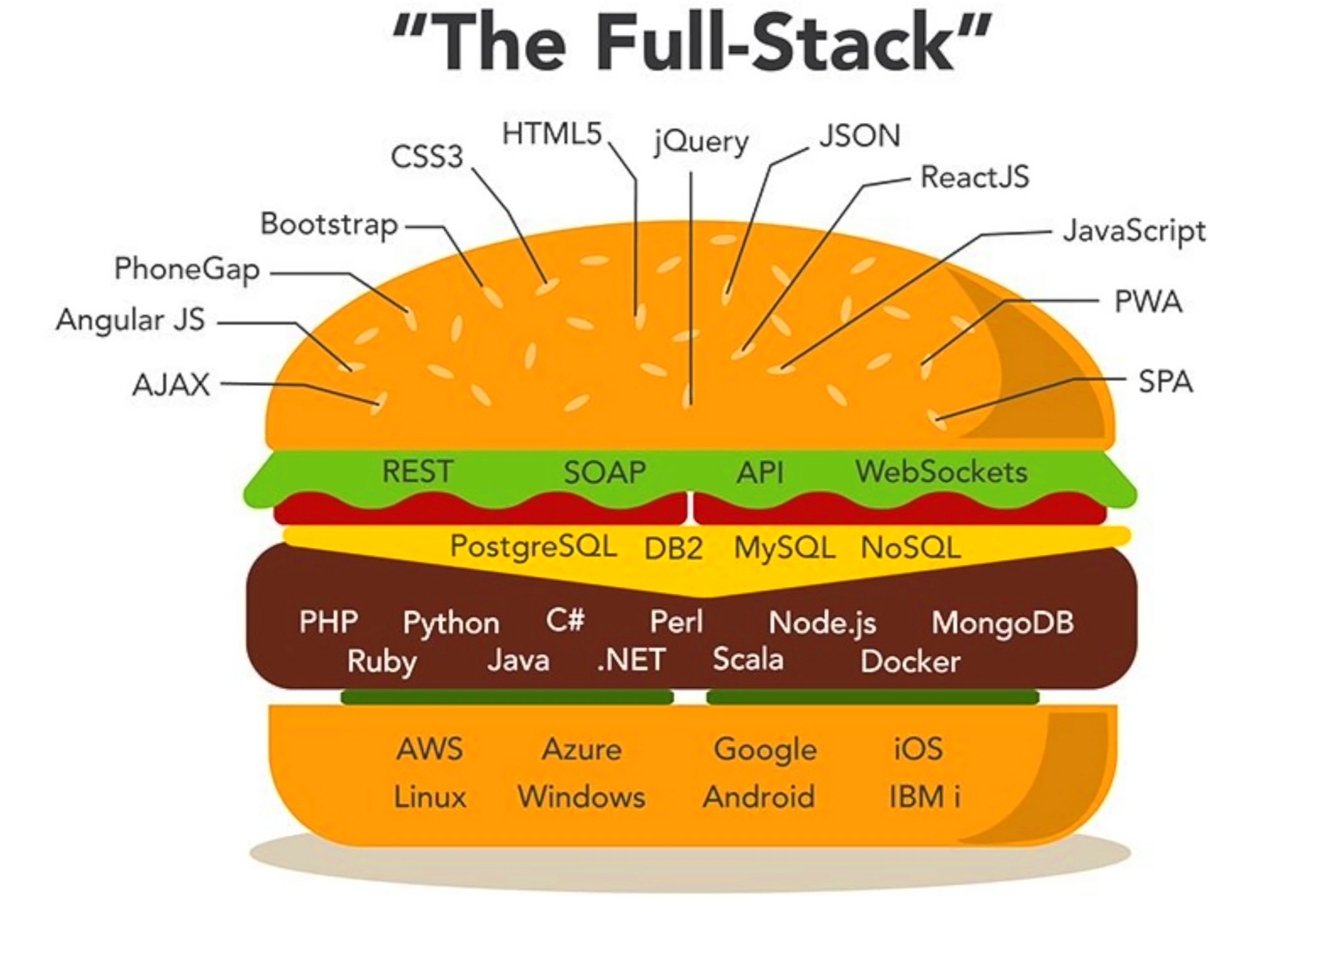 “The Full-Stack”
HTML5
jQuery
JSON
CSS3
ReactJS
Bootstrap
JavaScript
PhoneGap
PWA
Angular JS
AJAX
SPA
REST SOAP API WebSockets
PostgreSQL DB2 MySQL NoSQL
PHP Python C# Perl Node.js MongoDB
Ruby Java .NET Scala Docker
AWS Azure Google iOS
Linux Windows Android IBM i